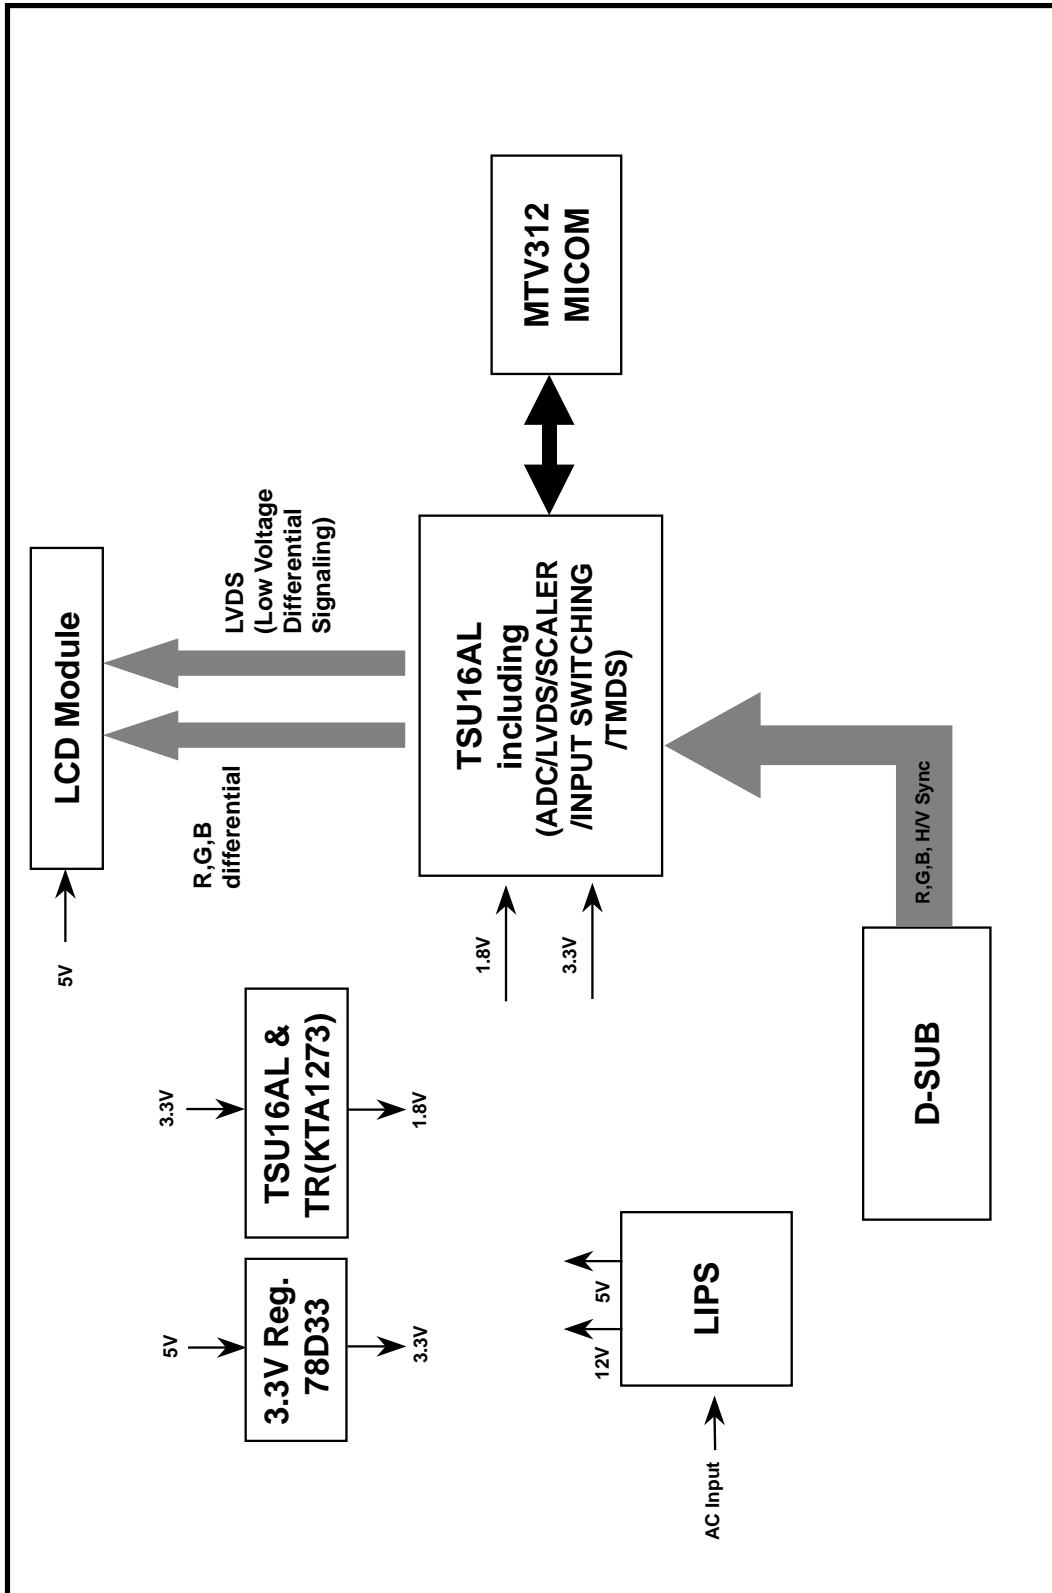 AC Input
LIPS
12V
5V
5V
3.3V Reg.
78D33
3.3V
3.3V
TSU16AL &
TR(KTA1273)
1.8V
D-SUB
R,G,B, H/V Sync
1.8V
3.3V
TSU16AL
including
(ADC/LVDS/SCALER
/INPUT SWITCHING
/TMDS)
MTV312
MICOM
R,G,B
differential
LVDS
(Low Voltage
Differential
Signaling)
5V
LCD Module